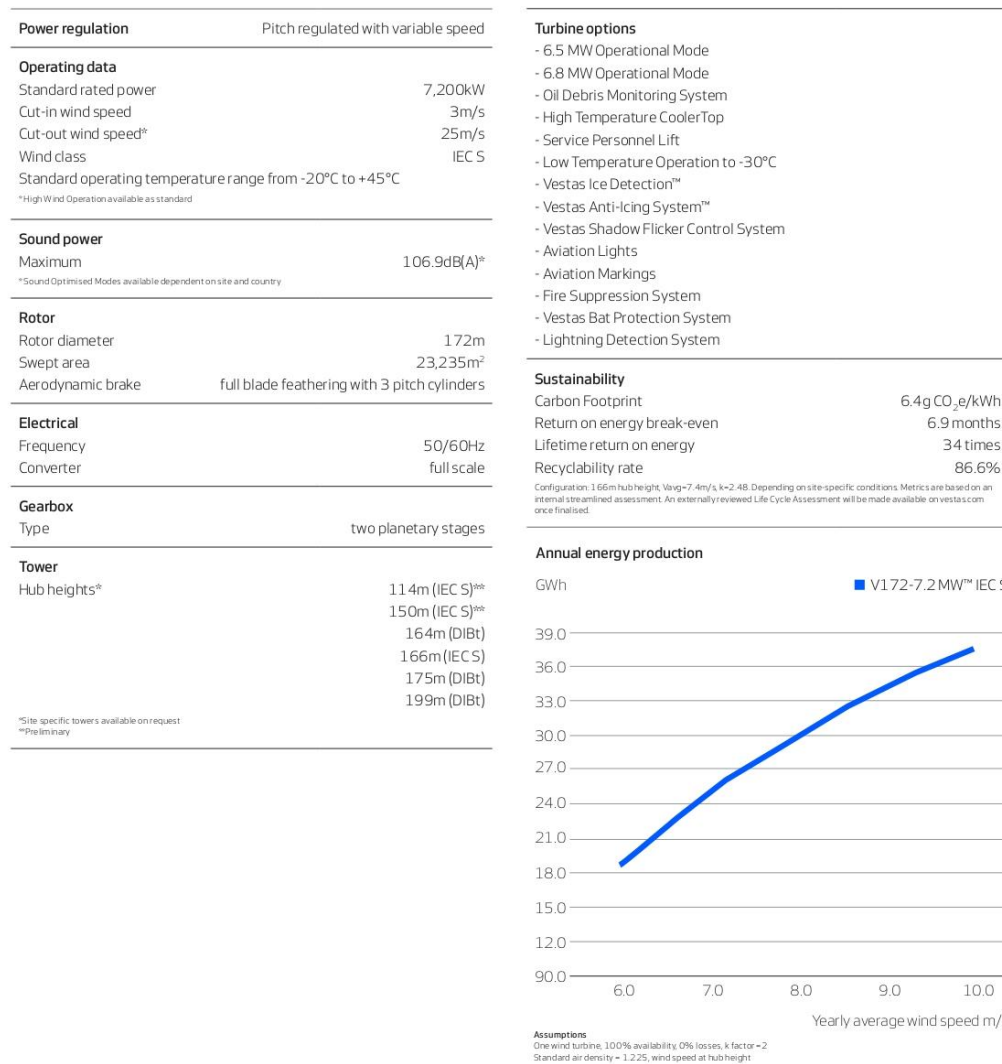 Power regulation Pitch regulated with variable speed
Operating data
Standard rated power 7,200kW
Cut-in wind speed 3m/s
Cut-out wind speed* 25m/s
Wind class IEC S
Standard operating temperature range from -20°C to +45°C
*High Wind Operation available as standard
Sound power
Maximum 106.9dB(A)*
*Sound Optimised Modes available dependent on site and country
Rotor
Rotor diameter 172m
Swept area 23,235m²
Aerodynamic brake full blade feathering with 3 pitch cylinders
Electrical
Frequency 50/60Hz
Converter full scale
Gearbox
Type two planetary stages
Tower
Hub heights* 114m (IEC S)**
150m (IEC S)**
164m (DIBt)
166m (IEC S)
175m (DIBt)
199m (DIBt)
*Site specific towers available on request
**Preliminary
Turbine options
- 6.5 MW Operational Mode
- 6.8 MW Operational Mode
- Oil Debris Monitoring System
- High Temperature CoolerTop
- Service Personnel Lift
- Low Temperature Operation to -30°C
- Vestas Ice Detection™
- Vestas Anti-Icing System™
- Vestas Shadow Flicker Control System
- Aviation Lights
- Aviation Markings
- Fire Suppression System
- Vestas Bat Protection System
- Lightning Detection System
Sustainability
Carbon Footprint 6.4g CO₂e/kWh
Return on energy break-even 6.9 months
Lifetime return on energy 34 times
Recyclability rate 86.6%
Configuration: 166m hub height, Vavg=7.4m/s, k=2.48. Depending on site-specific conditions. Metrics are based on an
internal streamlined assessment. An externally reviewed Life Cycle Assessment will be made available on vestas.com
once finalised.
Annual energy production
GWh V172-7.2 MW™ IEC S
39.0
36.0
33.0
30.0
27.0
24.0
21.0
18.0
15.0
12.0
90.0
6.0 7.0 8.0 9.0 10.0
Yearly average wind speed m/
Assumptions
One wind turbine, 100% availability, 0% losses, k factor = 2
Standard air density = 1.225, wind speed at hub height